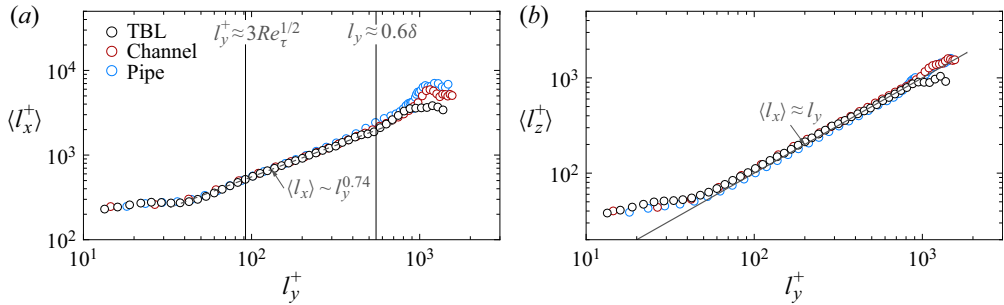 (a)
l_y^+ ≈ 3Re_τ^{1/2}
l_y ≈ 0.6δ
TBL
Channel
Pipe
10^4
10^3
10^2
⟨l_x^+⟩
⟨l_x⟩ ~ l_y^{0.74}
10^1
10^2
10^3
l_y^+
(b)
10^3
10^2
⟨l_z^+⟩
⟨l_x⟩ ≈ l_y
10^1
10^2
10^3
l_y^+